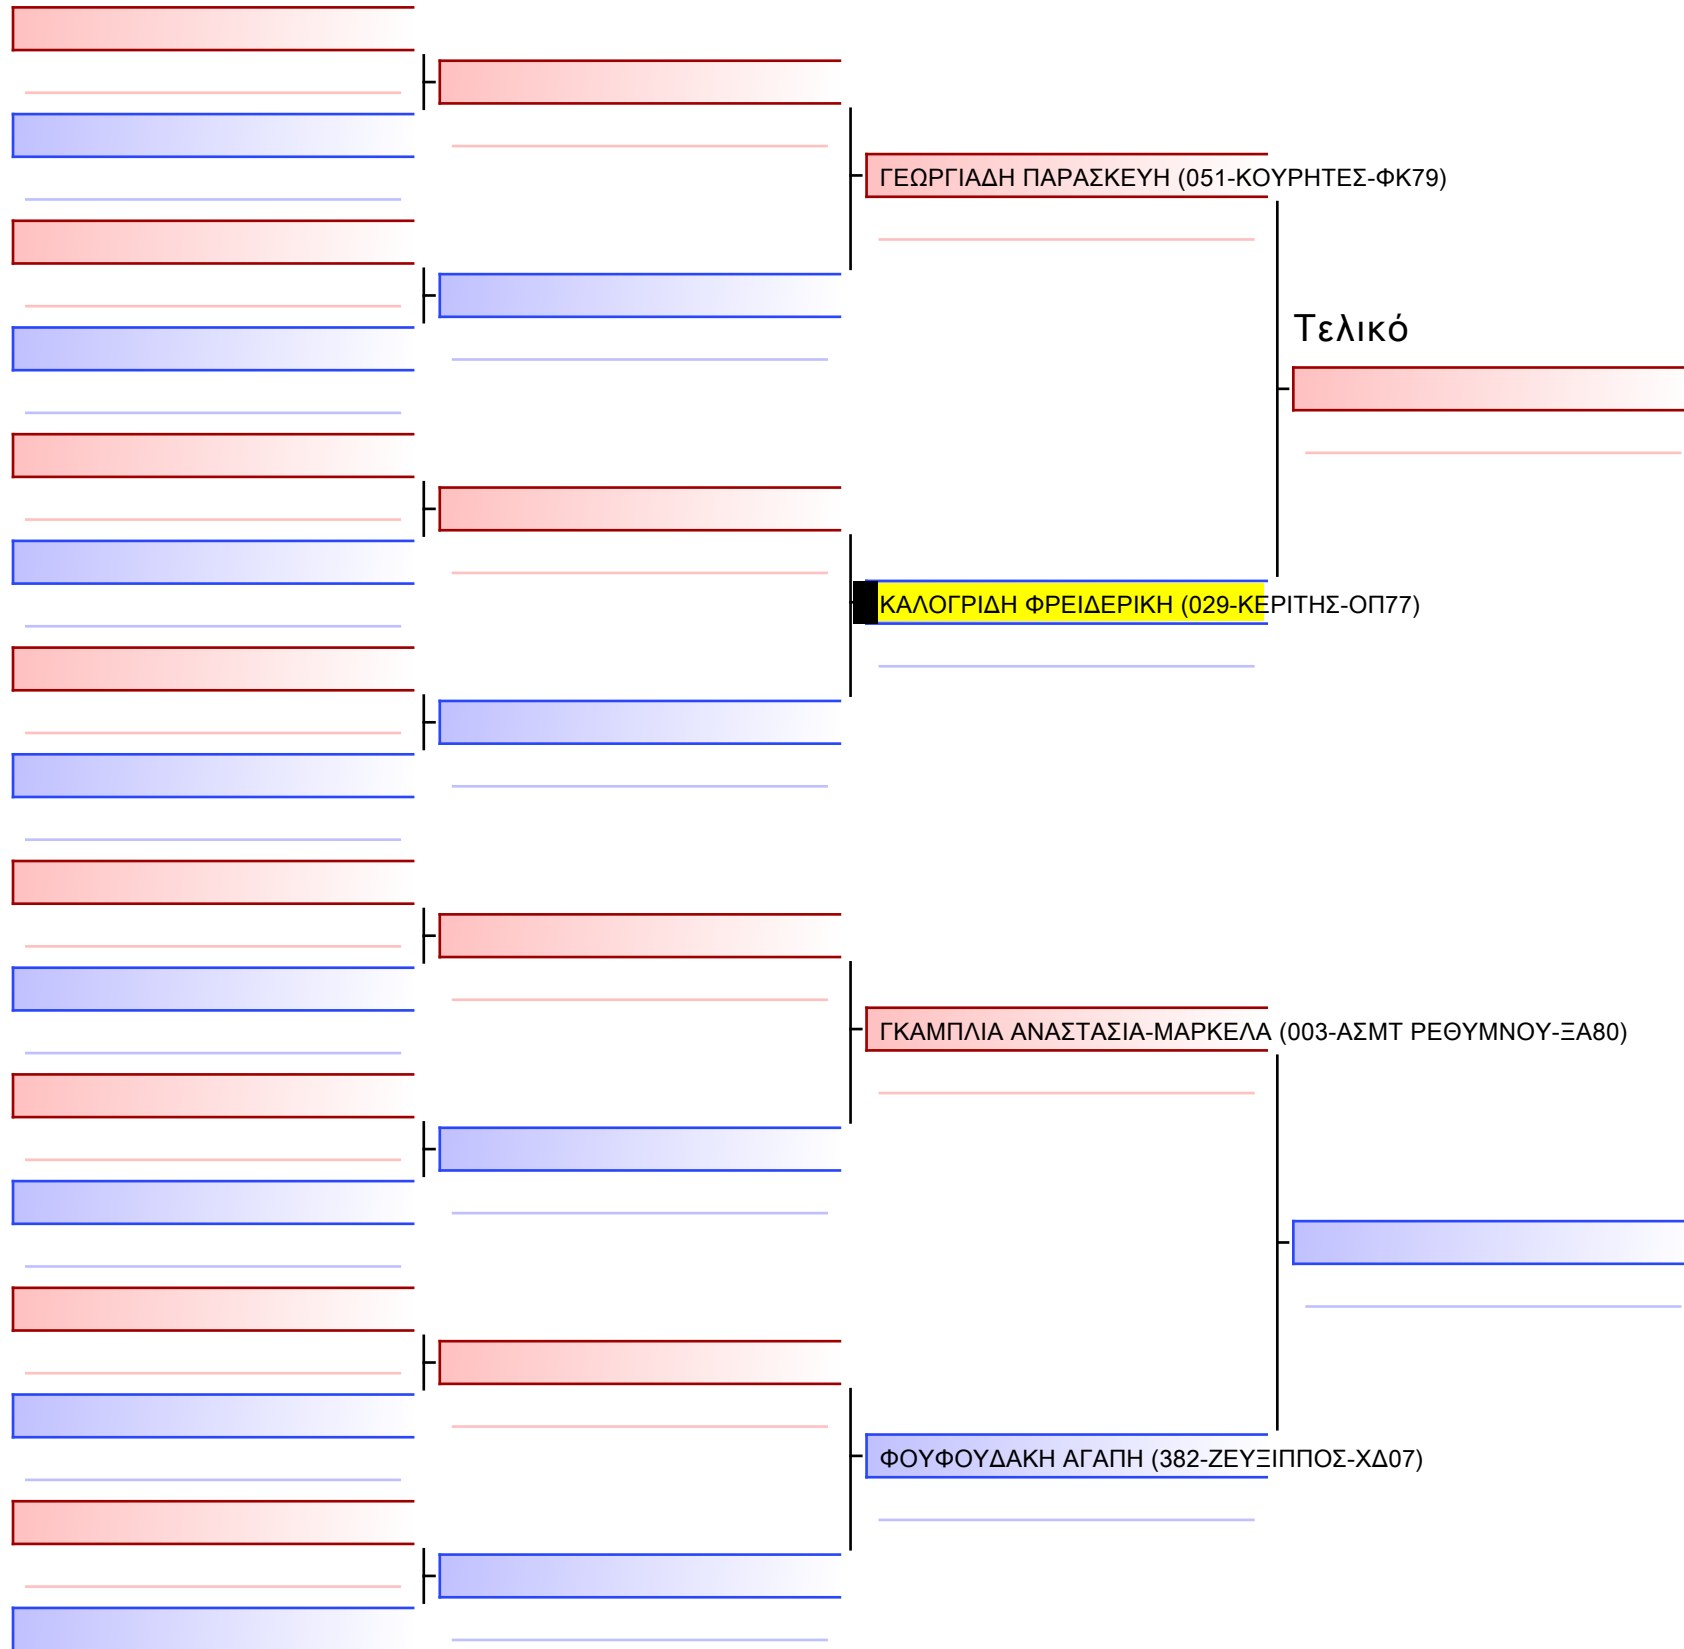 ΓΕΩΡΓΙΑΔΗ ΠΑΡΑΣΚΕΥΗ (051-ΚΟΥΡΗΤΕΣ-ΦΚ79)
Τελικό
ΚΑΛΟΓΡΙΔΗ ΦΡΕΙΔΕΡΙΚΗ (029-ΚΕΡΙΤΗΣ-ΟΠ77)
ΓΚΑΜΠΛΙΑ ΑΝΑΣΤΑΣΙΑ-ΜΑΡΚΕΛΑ (003-ΑΣΜΤ ΡΕΘΥΜΝΟΥ-ΞΑ80)
ΦΟΥΦΟΥΔΑΚΗ ΑΓΑΠΗ (382-ΖΕΥΞΙΠΠΟΣ-ΧΔ07)